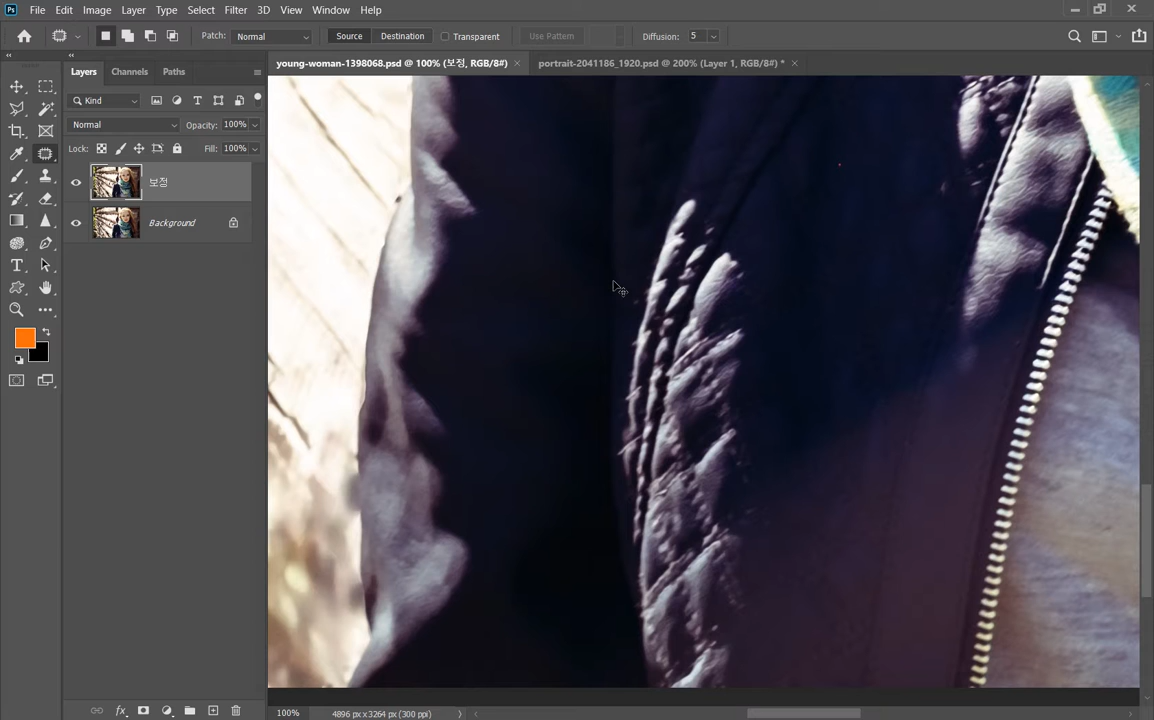 Ps File Edit Image Layer Type Select Filter 3D View Window Help
Patch: Normal Source Destination Transparent Use Pattern Diffusion: 5
young-woman-1398068.psd @ 100% (보정, RGB/8#) × portrait-2041186_1920.psd @ 200% (Layer 1, RGB/8#) * ×
Layers Channels Paths
Kind
Normal Opacity: 100%
Lock: Fill: 100%
보정
Background
fx
100% 4896 px x 3264 px (300 ppi)